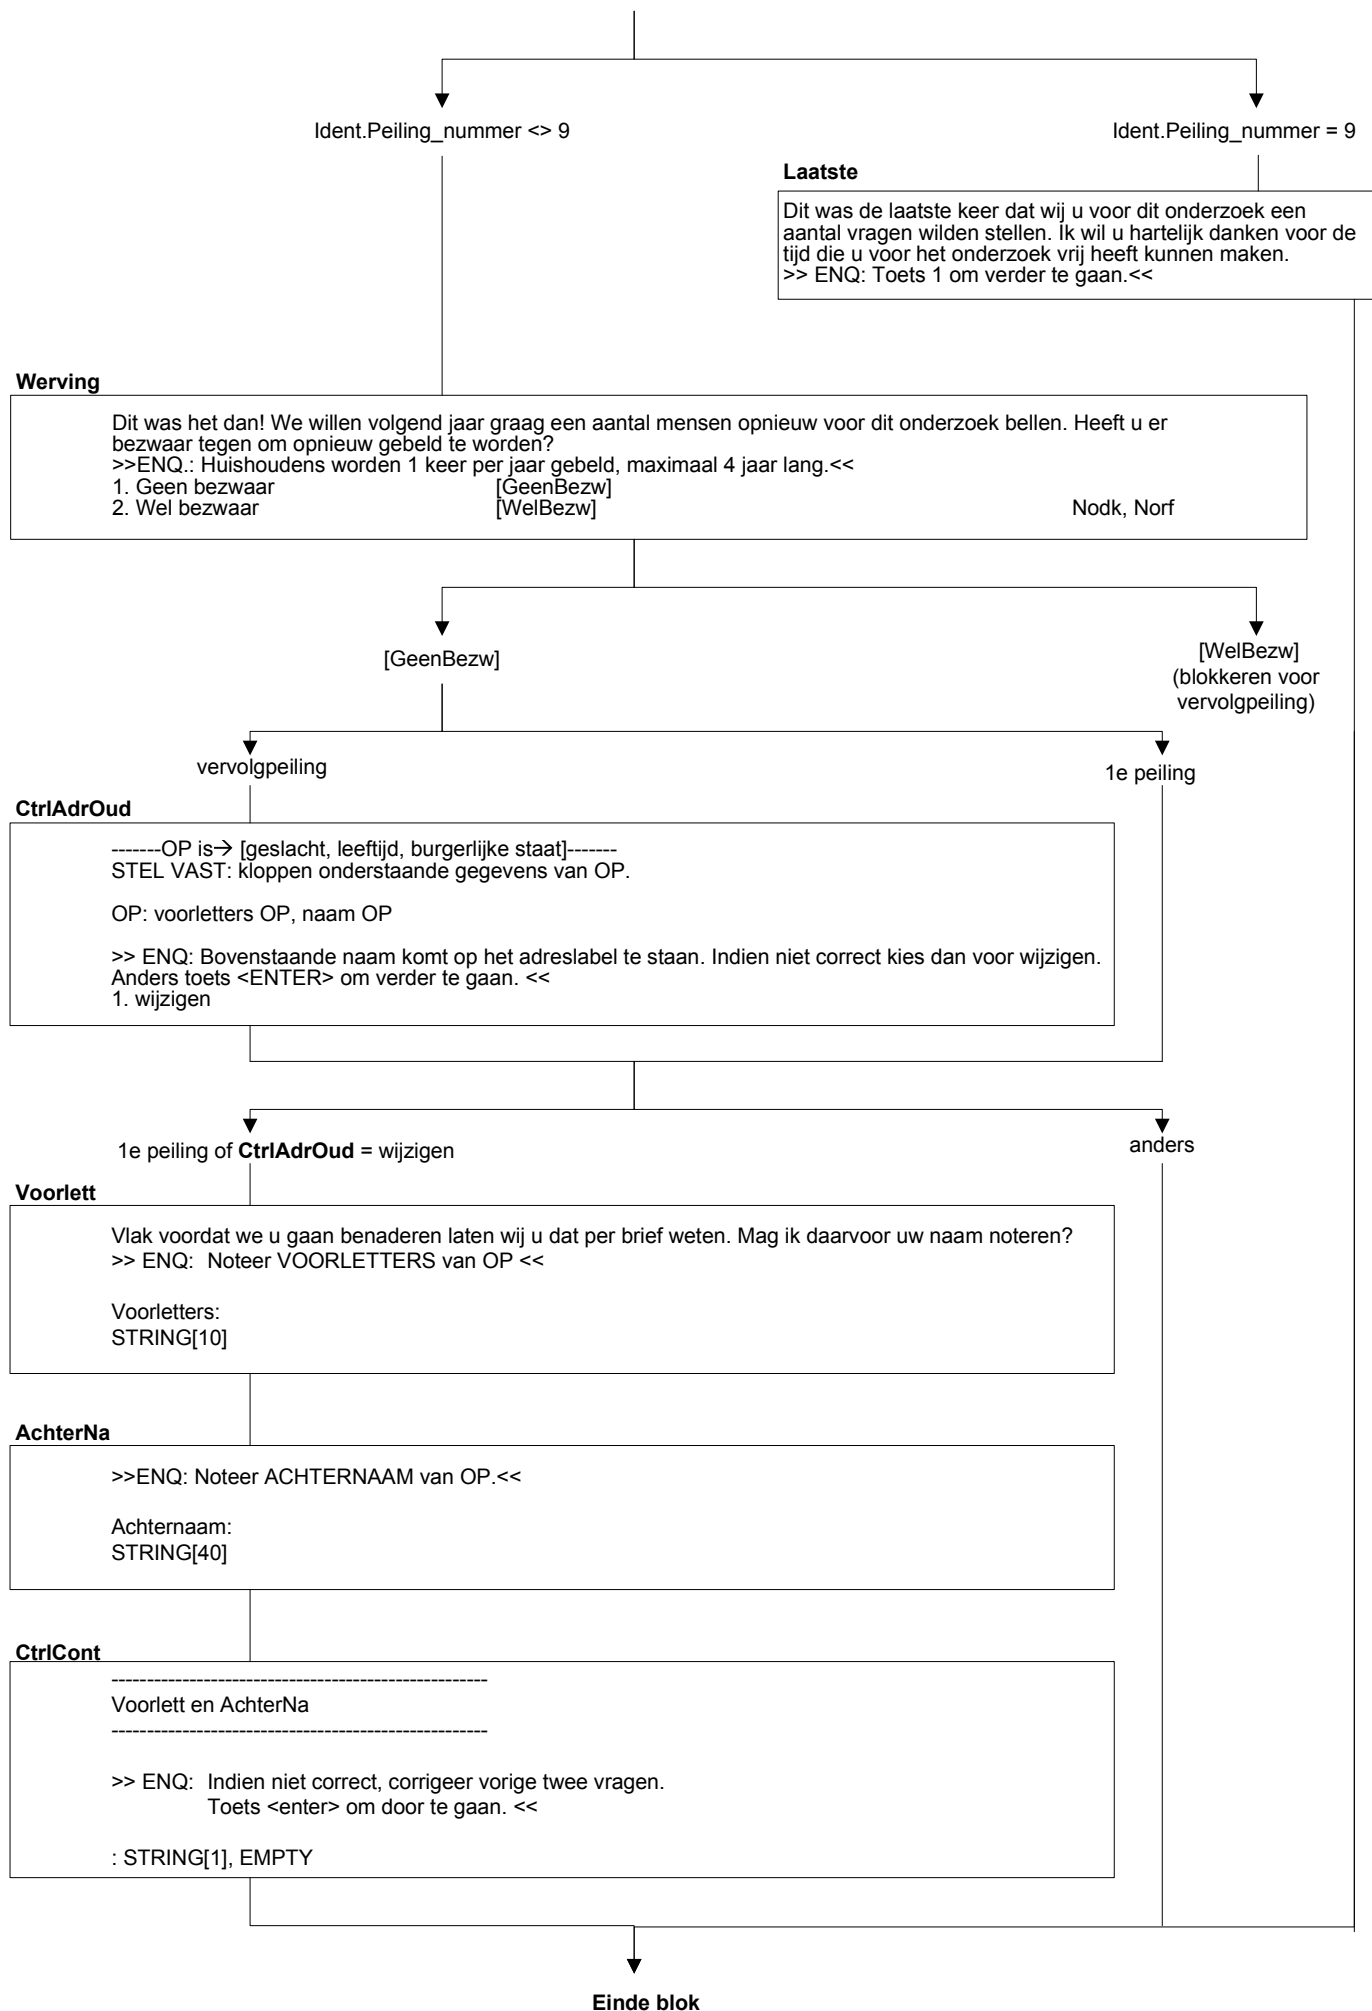 Ident.Peiling_nummer <> 9
Ident.Peiling_nummer = 9
Laatste
Dit was de laatste keer dat wij u voor dit onderzoek een
aantal vragen wilden stellen. Ik wil u hartelijk danken voor de
tijd die u voor het onderzoek vrij heeft kunnen maken.
>> ENQ: Toets 1 om verder te gaan.<<
Werving
Dit was het dan! We willen volgend jaar graag een aantal mensen opnieuw voor dit onderzoek bellen. Heeft u er
bezwaar tegen om opnieuw gebeld te worden?
>>ENQ.: Huishoudens worden 1 keer per jaar gebeld, maximaal 4 jaar lang.<<
1. Geen bezwaar [GeenBezw]
2. Wel bezwaar [WelBezw] Nodk, Norf
[GeenBezw]
[WelBezw]
(blokkeren voor
vervolgpeiling)
vervolgpeiling
1e peiling
CtrlAdrOud
-------OP is→ [geslacht, leeftijd, burgerlijke staat]-------
STEL VAST: kloppen onderstaande gegevens van OP.
OP: voorletters OP, naam OP
>> ENQ: Bovenstaande naam komt op het adreslabel te staan. Indien niet correct kies dan voor wijzigen.
Anders toets <ENTER> om verder te gaan. <<
1. wijzigen
1e peiling of CtrlAdrOud = wijzigen
anders
Voorlett
Vlak voordat we u gaan benaderen laten wij u dat per brief weten. Mag ik daarvoor uw naam noteren?
>> ENQ: Noteer VOORLETTERS van OP <<
Voorletters:
STRING[10]
AchterNa
>>ENQ: Noteer ACHTERNAAM van OP.<<
Achternaam:
STRING[40]
CtrlCont
-----------------------------------------------------
Voorlett en AchterNa
-----------------------------------------------------
>> ENQ: Indien niet correct, corrigeer vorige twee vragen.
Toets <enter> om door te gaan. <<
: STRING[1], EMPTY
Einde blok